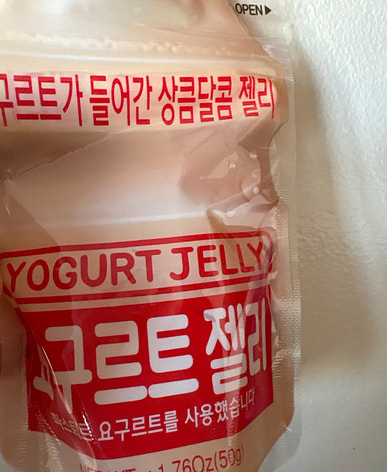 OPEN▶
구르트가 들어간 상큼달콤 젤리
YOGURT JELLY
요구르트 젤리
요구르트를 사용했습니다
1.76Oz(50g)